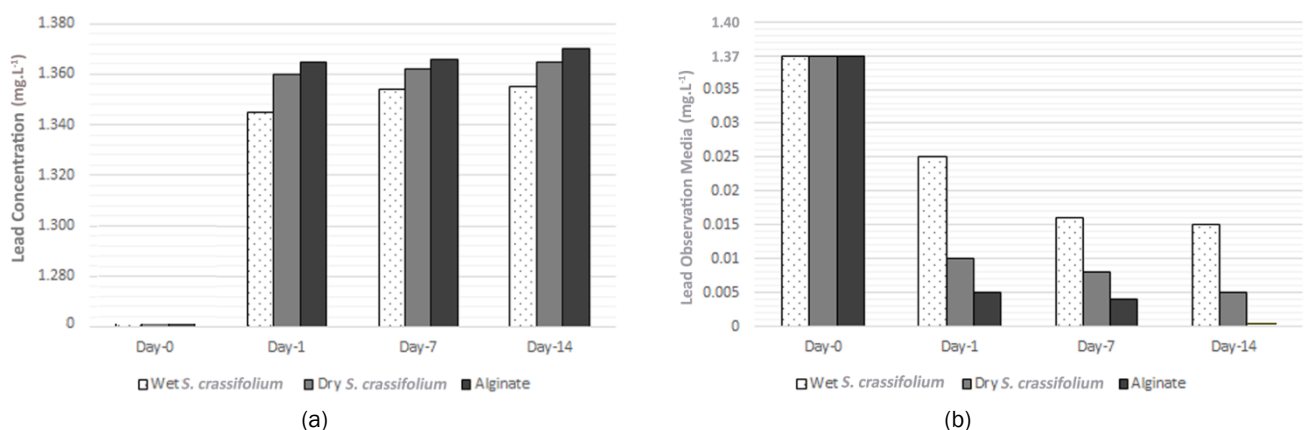 Lead Concentration (mg.L-1)
1.380
1.360
1.340
1.320
1.300
1.280
0
Day-0 Day-1 Day-7 Day-14
Wet S. crassifolium Dry S. crassifolium Alginate
(a)
Lead Observation Media (mg.L-1)
1.40
1.37
0.035
0.025
0.02
0.015
0.01
0.005
0
Day-0 Day-1 Day-7 Day-14
Wet S. crassifolium Dry S. crassifolium Alginate
(b)